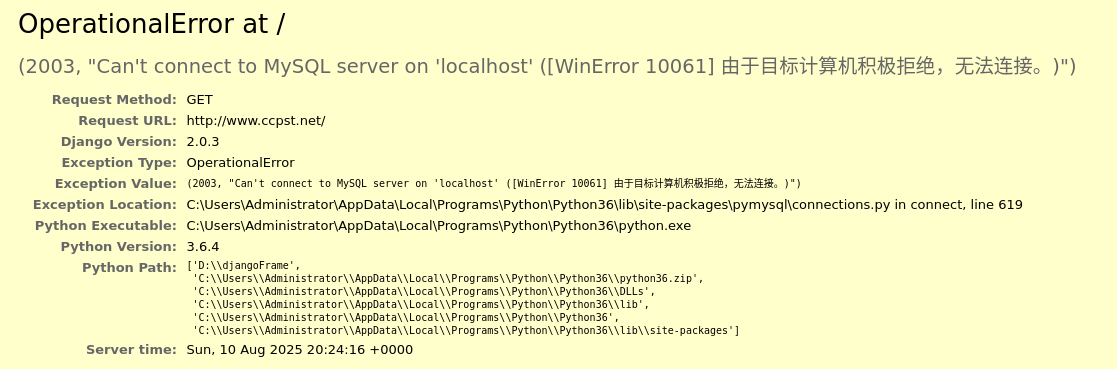 OperationalError at /
(2003, "Can't connect to MySQL server on 'localhost' ([WinError 10061] 由于目标计算机积极拒绝，无法连接。)")
Request Method: GET
Request URL: http://www.ccpst.net/
Django Version: 2.0.3
Exception Type: OperationalError
Exception Value: (2003, "Can't connect to MySQL server on 'localhost' ([WinError 10061] 由于目标计算机积极拒绝，无法连接。)")
Exception Location: C:\Users\Administrator\AppData\Local\Programs\Python\Python36\lib\site-packages\pymysql\connections.py in connect, line 619
Python Executable: C:\Users\Administrator\AppData\Local\Programs\Python\Python36\python.exe
Python Version: 3.6.4
Python Path: ['D:\\djangoFrame',
'C:\\Users\\Administrator\\AppData\\Local\\Programs\\Python\\Python36\\python36.zip',
'C:\\Users\\Administrator\\AppData\\Local\\Programs\\Python\\Python36\\DLLs',
'C:\\Users\\Administrator\\AppData\\Local\\Programs\\Python\\Python36\\lib',
'C:\\Users\\Administrator\\AppData\\Local\\Programs\\Python\\Python36',
'C:\\Users\\Administrator\\AppData\\Local\\Programs\\Python\\Python36\\lib\\site-packages']
Server time: Sun, 10 Aug 2025 20:24:16 +0000